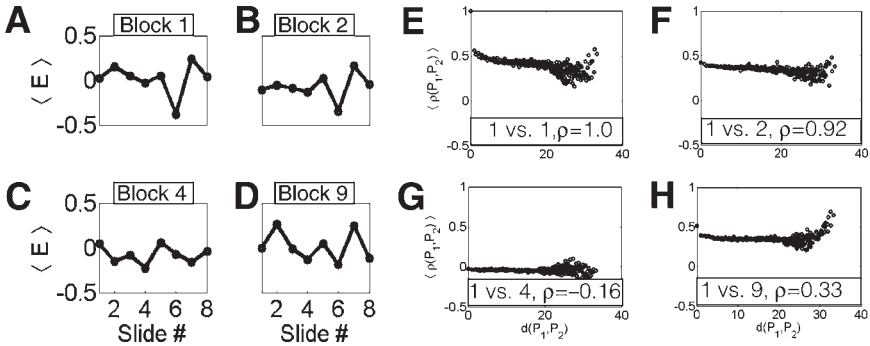 A
Block 1
B
Block 2
⟨ E ⟩
0.5
0
-0.5
C
Block 4
D
Block 9
⟨ E ⟩
0.5
0
-0.5
2 4 6 8
2 4 6 8
Slide #
Slide #
E
⟨ ρ(P1,P2) ⟩
1
0.5
0
-0.5
1 vs. 1,ρ=1.0
0 20 40
F
1
0.5
0
-0.5
1 vs. 2, ρ=0.92
0 10 20 30 40
G
⟨ ρ(P1,P2) ⟩
1
0.5
0
-0.5
1 vs. 4, ρ=−0.16
0 20 40
d(P1,P2)
H
1
0.5
0
-0.5
1 vs. 9, ρ=0.33
0 10 20 30 40
d(P1,P2)